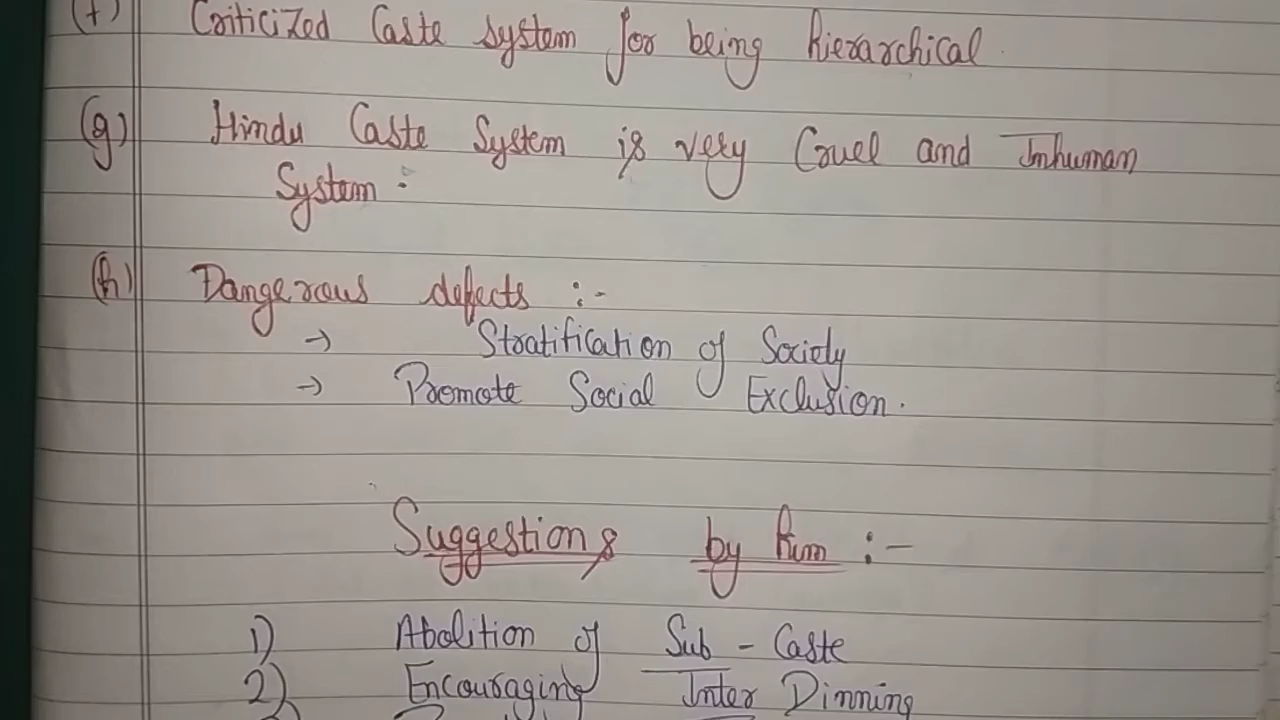 (f) Criticized Caste System for being hierarchical.
(g) Hindu Caste System is very Cruel and Inhuman
System :
(h) Dangerous defects :-
→ Stratification of Society
→ Promote Social Exclusion.
Suggestions by him :-
1) Abolition of Sub - Caste
2) Encouraging Inter Dinning